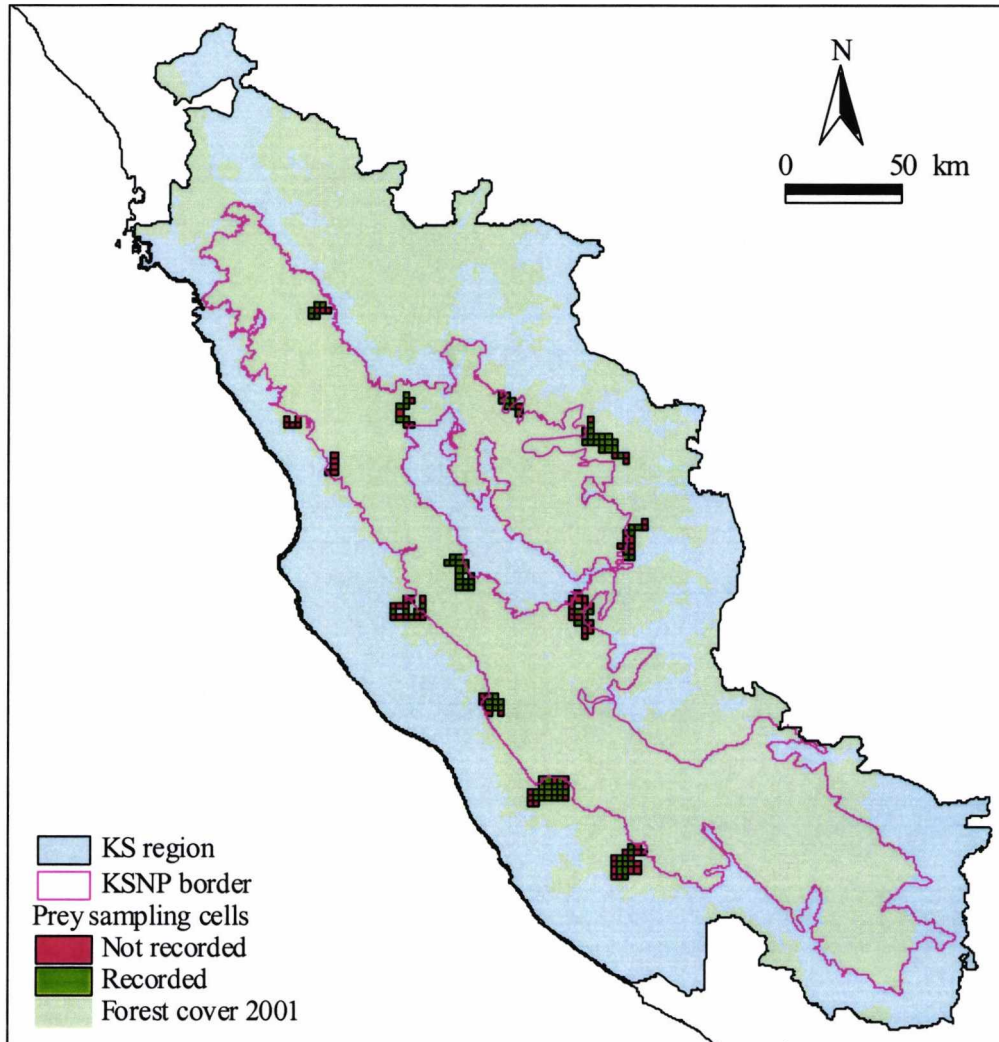 N
0 50 km
KS region
KSNP border
Prey sampling cells
Not recorded
Recorded
Forest cover 2001